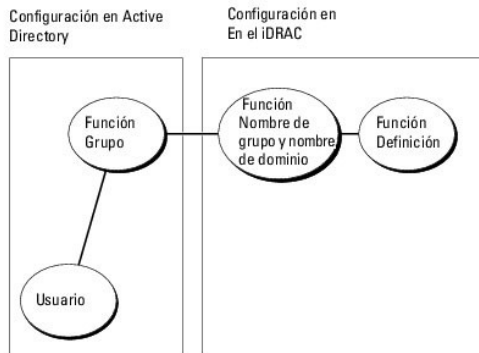 Configuración en Active
Directory
Configuración en
En el iDRAC
Función
Grupo
Función
Nombre de
grupo y nombre
de dominio
Función
Definición
Usuario